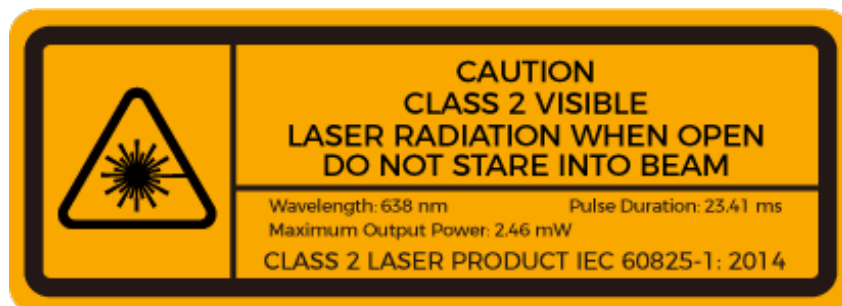 CAUTION
CLASS 2 VISIBLE
LASER RADIATION WHEN OPEN
DO NOT STARE INTO BEAM
Wavelength: 638 nm Pulse Duration: 23.41 ms
Maximum Output Power: 2.46 mW
CLASS 2 LASER PRODUCT IEC 60825-1: 2014